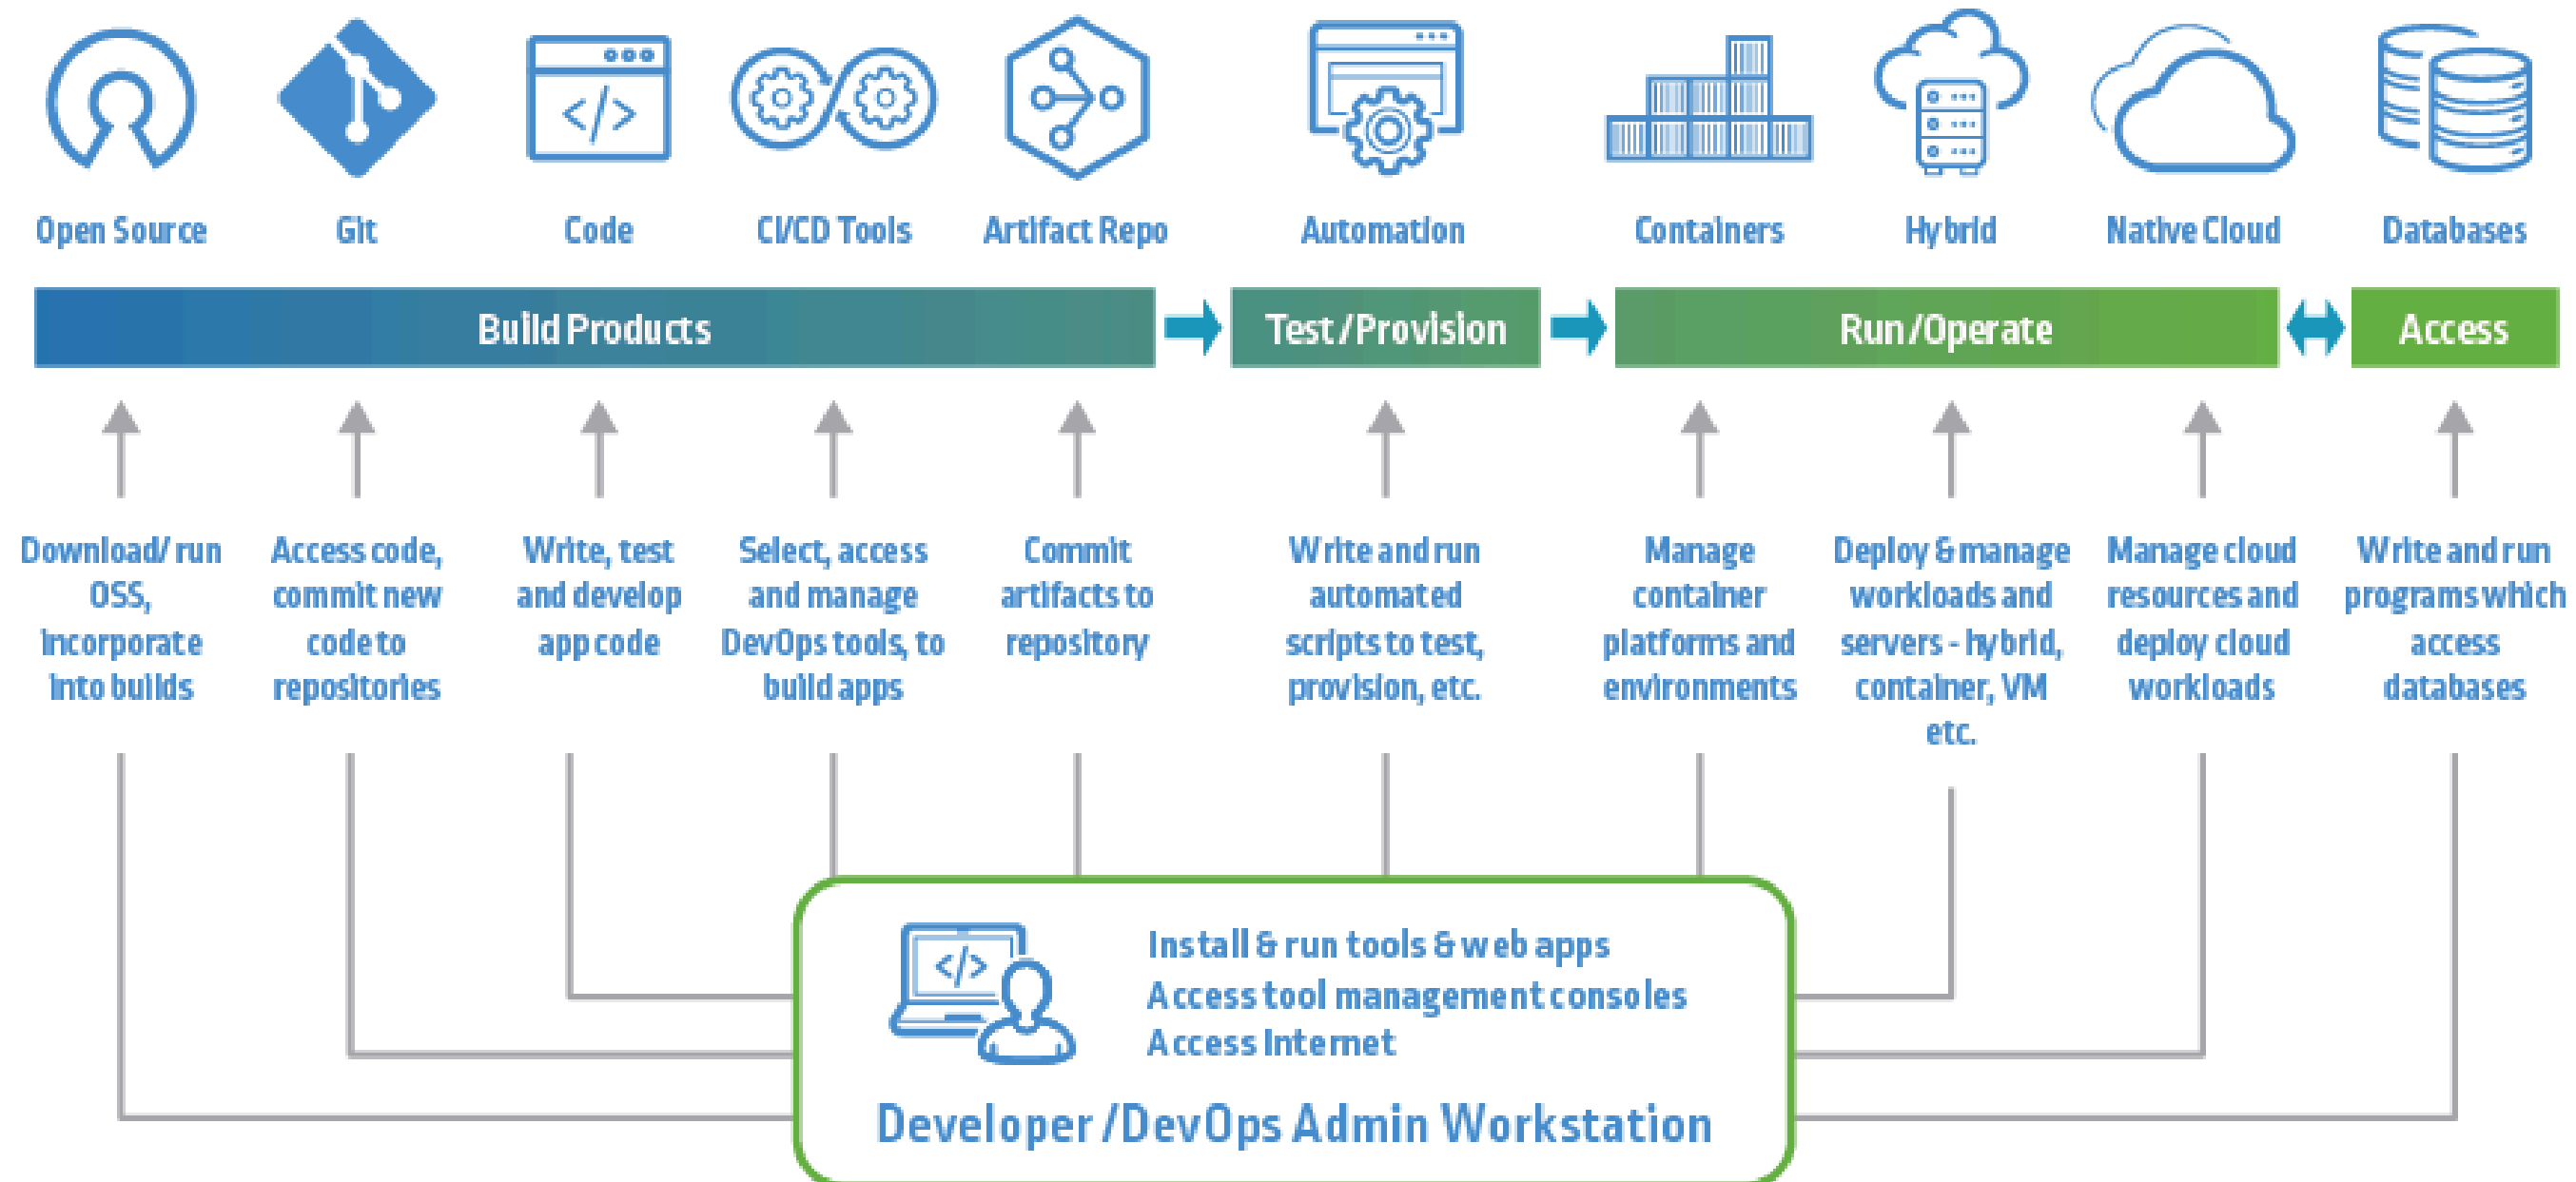 Open Source
Git
Code
CI/CD Tools
Artifact Repo
Automation
Containers
Hybrid
Native Cloud
Databases
Build Products
Test/Provision
Run/Operate
Access
Download/ run
OSS,
incorporate
into builds
Access code,
commit new
code to
repositories
Write, test
and develop
app code
Select, access
and manage
DevOps tools, to
build apps
Commit
artifacts to
repository
Write and run
automated
scripts to test,
provision, etc.
Manage
container
platforms and
environments
Deploy & manage
workloads and
servers - hybrid,
container, VM
etc.
Manage cloud
resources and
deploy cloud
workloads
Write and run
programs which
access
databases
</>
</>
Install & run tools & web apps
Access tool management consoles
Access Internet
Developer/DevOps Admin Workstation